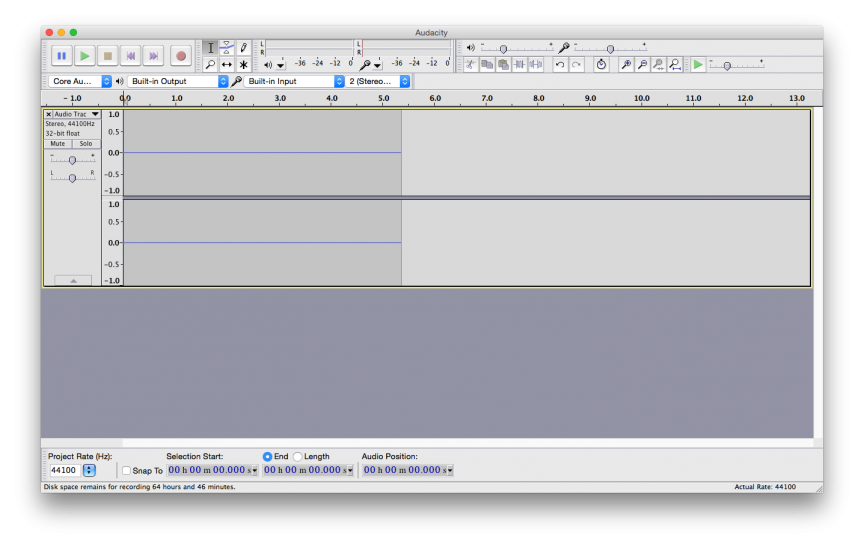 Audacity
L
R
L
R
-36 -24 -12 0
-36 -24 -12 0
Core Au...
Built-in Output
Built-in Input
2 (Stereo...
- 1.0 0.0 1.0 2.0 3.0 4.0 5.0 6.0 7.0 8.0 9.0 10.0 11.0 12.0 13.0
Audio Trac
Stereo, 44100Hz
32-bit float
Mute Solo
- +
L R
1.0
0.5
0.0
-0.5
-1.0
1.0
0.5
0.0
-0.5
-1.0
Project Rate (Hz): Selection Start: End Length Audio Position:
44100 Snap To 00 h 00 m 00.000 s 00 h 00 m 00.000 s 00 h 00 m 00.000 s
Disk space remains for recording 64 hours and 46 minutes. Actual Rate: 44100